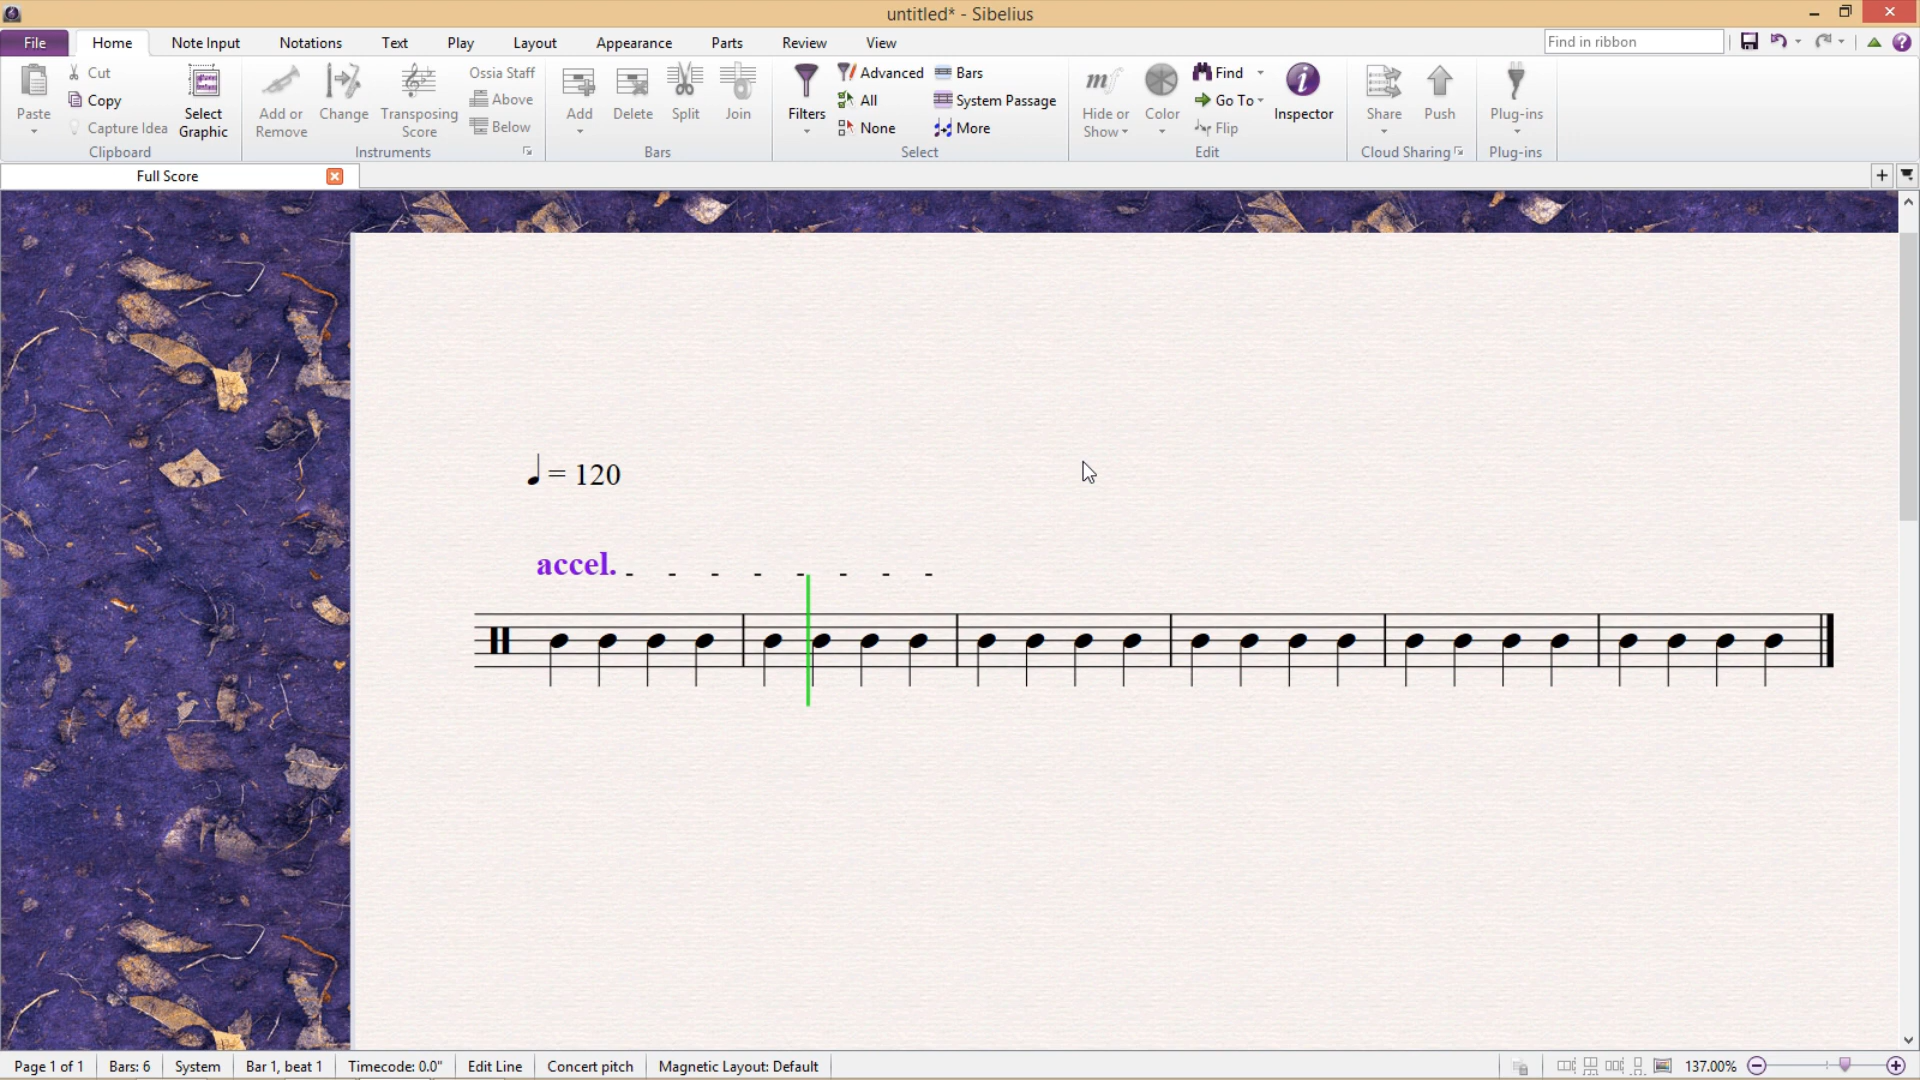 untitled* - Sibelius
File Home Note Input Notations Text Play Layout Appearance Parts Review View Find in ribbon
Paste Cut Copy Capture Idea Select Graphic
Clipboard
Add or Remove Change Transposing Score Ossia Staff Above Below
Instruments
Add Delete Split Join
Bars
Filters Advanced All None Bars System Passage More
Select
Hide or Show Color Find Go To Flip Inspector
Edit
Share Push
Cloud Sharing
Plug-ins
Plug-ins
Full Score
= 120
accel.
Page 1 of 1 Bars: 6 System Bar 1, beat 1 Timecode: 0.0" Edit Line Concert pitch Magnetic Layout: Default 137.00%